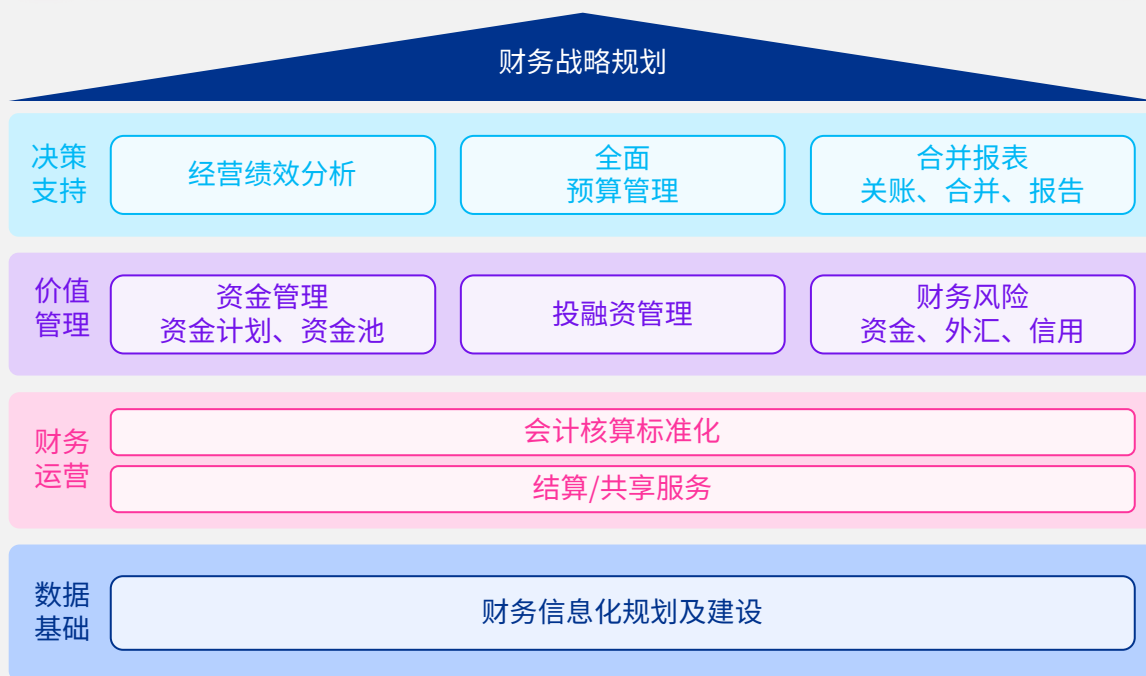 财务战略规划
决策
支持
经营绩效分析
全面
预算管理
合并报表
关账、合并、报告
价值
管理
资金管理
资金计划、资金池
投融资管理
财务风险
资金、外汇、信用
财务
运营
会计核算标准化
结算/共享服务
数据
基础
财务信息化规划及建设